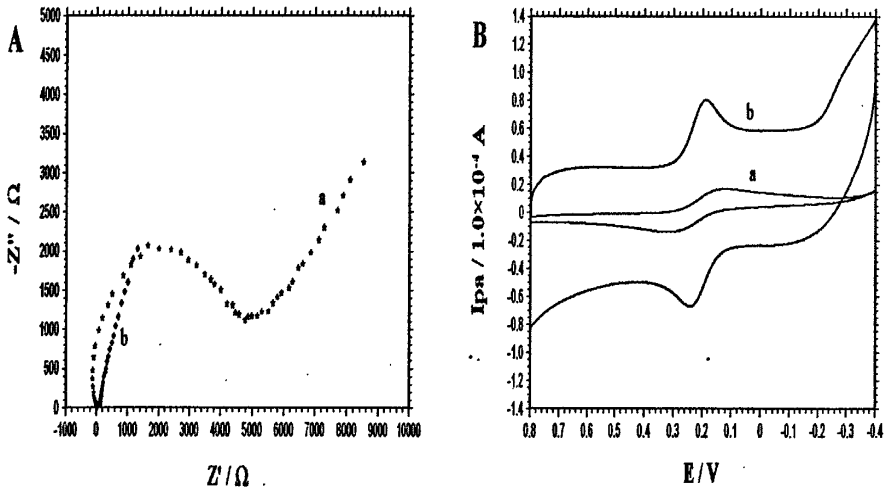 A
5000
4500
4000
3500
3000
2500
2000
1500
1000
500
0
-Z'' / Ω
a
b
-1000 0 1000 2000 3000 4000 5000 6000 7000 8000 9000 10000
Z'/Ω
B
1.4
1.2
1.0
0.8
0.6
0.4
0.2
0
-0.2
-0.4
-0.6
-0.8
-1.0
-1.2
-1.4
Ipa / 1.0×10⁻⁴ A
b
a
0.8 0.7 0.6 0.5 0.4 0.3 0.2 0.1 0 -0.1 -0.2 -0.3 -0.4
E/V